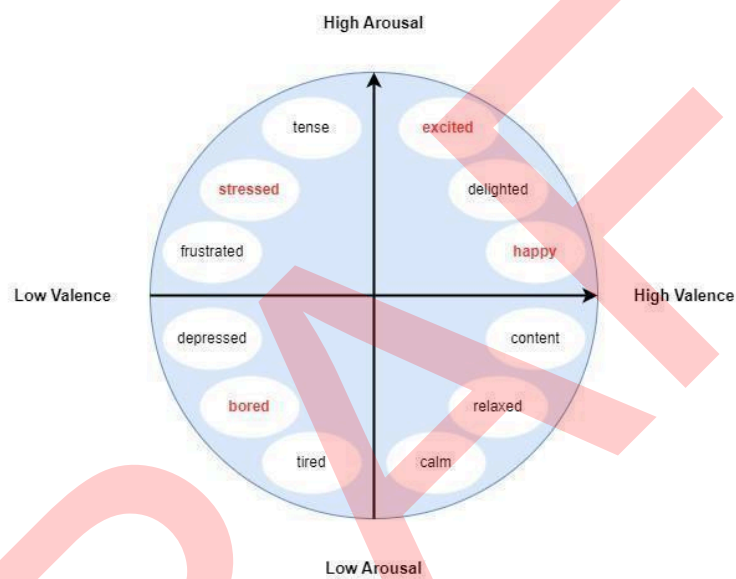 High Arousal
tense
excited
stressed
delighted
frustrated
happy
Low Valence
High Valence
depressed
content
bored
relaxed
tired
calm
Low Arousal